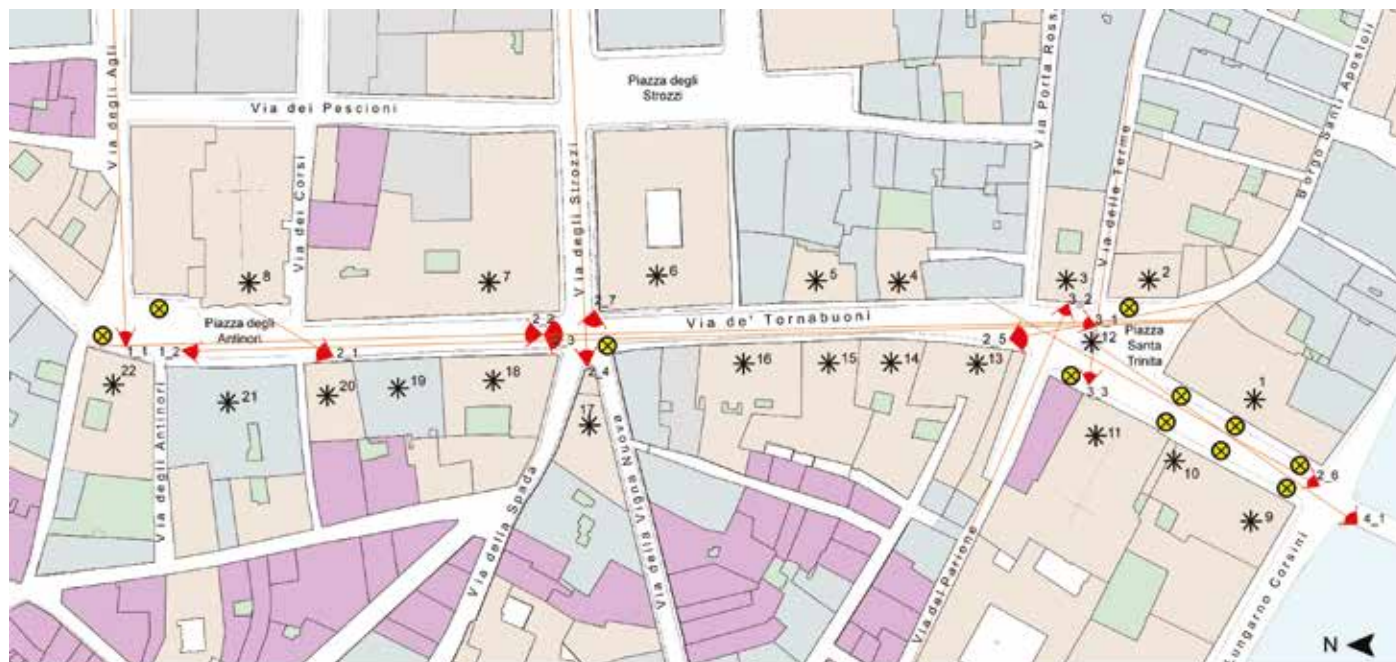 Piazza degli
Strozzi
Via dei Pescioni
Via degli Agli
Via dei Corsi
Via degli Strozzi
Via Porta Ross
Via delle Terme
Borgo Santi Apostoli
8
7
6
5
4
3
2
2_7
3_2
3_1
Piazza degli
Antinori
Via de' Tornabuoni
Piazza
Santa
Trinita
12
1_1
1_2
2_1
2_2
2_3
2_4
2_5
3_3
22
21
20
19
18
17
16
15
14
13
1
11
10
9
2_6
4_1
Via degli Antinori
Via della Spada
Via della Vigna Nuova
Via del Parione
Lungarno Corsini
N